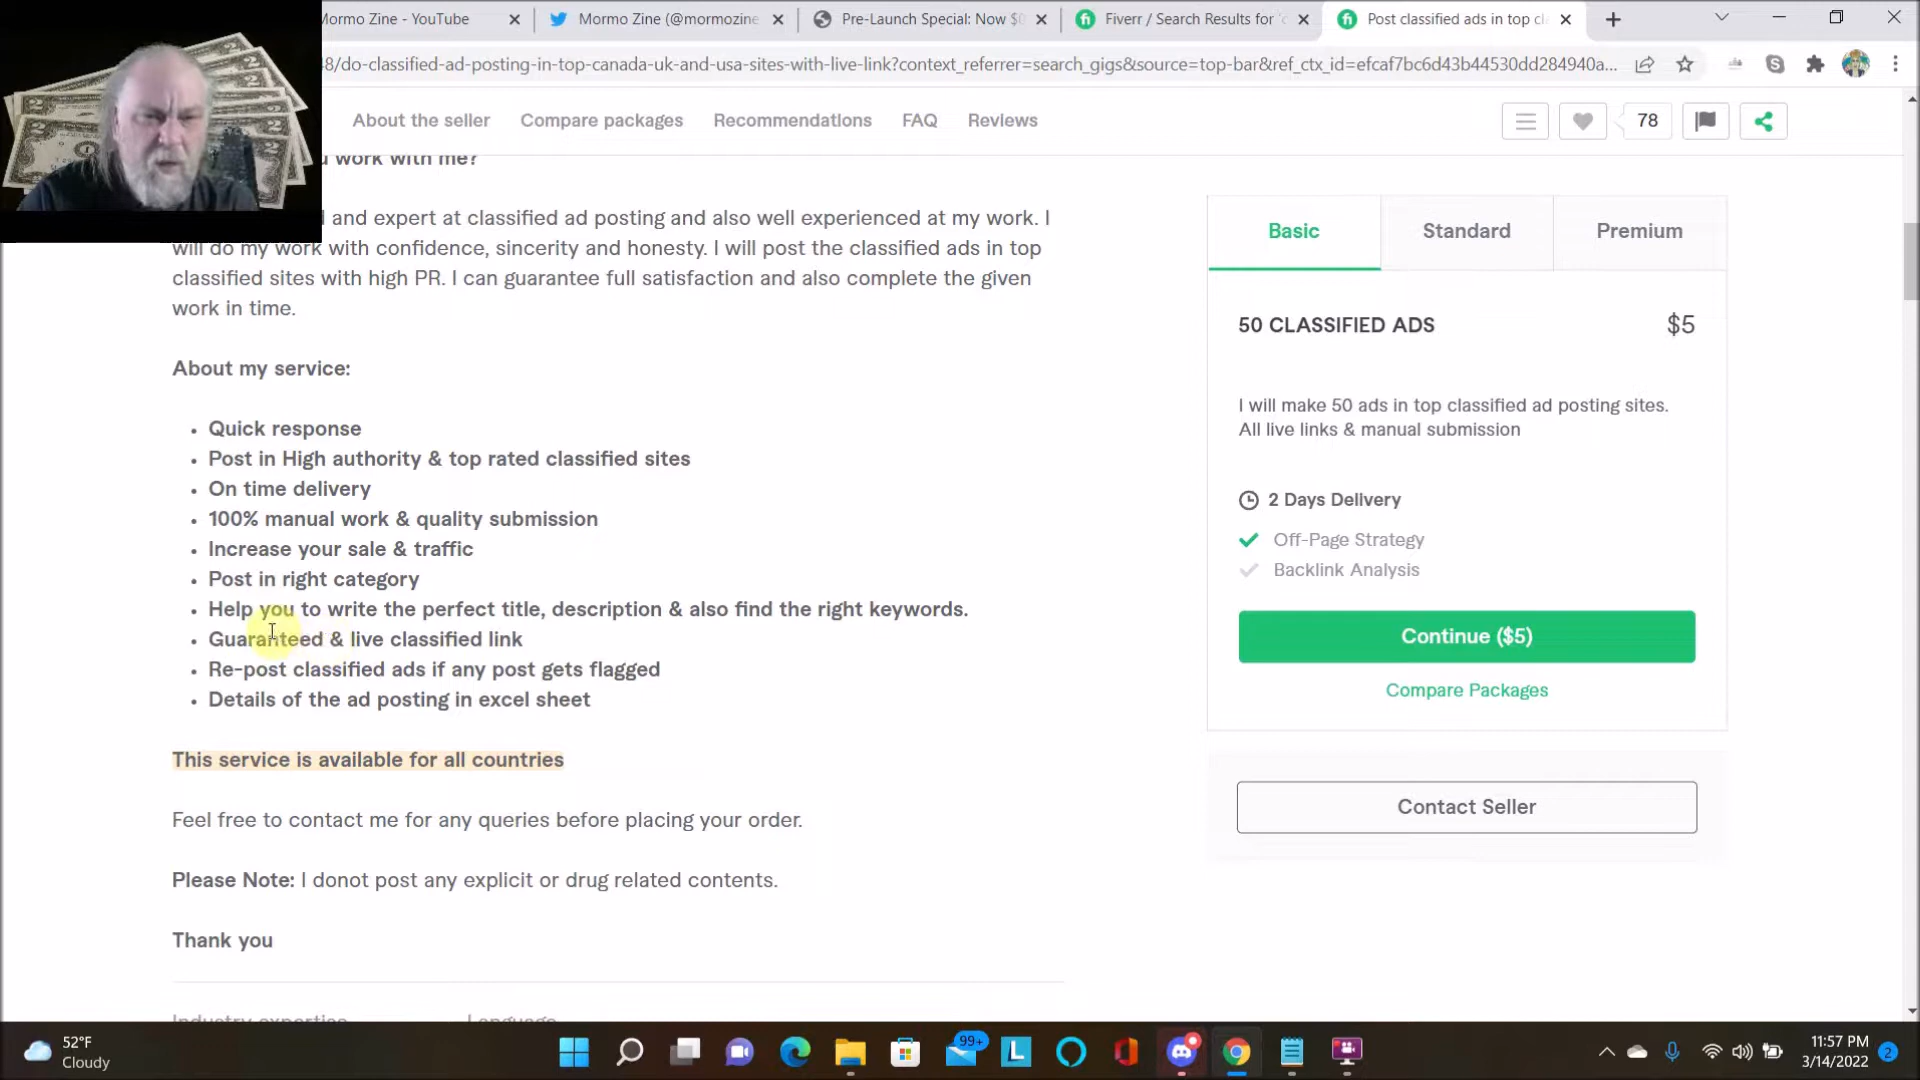 Mormo Zine - YouTube
Mormo Zine (@mormozine
Pre-Launch Special: Now $
Fiverr / Search Results for
Post classified ads in top cl
8/do-classified-ad-posting-in-top-canada-uk-and-usa-sites-with-live-link?context_referrer=search_gigs&source=top-bar&ref_ctx_id=efcaf7bc6d43b44530dd284940a...
About the seller
Compare packages
Recommendations
FAQ
Reviews
78
work with me?
and expert at classified ad posting and also well experienced at my work. I
will do my work with confidence, sincerity and honesty. I will post the classified ads in top
classified sites with high PR. I can guarantee full satisfaction and also complete the given
work in time.
About my service:
• Quick response
• Post in High authority & top rated classified sites
• On time delivery
• 100% manual work & quality submission
• Increase your sale & traffic
• Post in right category
• Help you to write the perfect title, description & also find the right keywords.
• Guaranteed & live classified link
• Re-post classified ads if any post gets flagged
• Details of the ad posting in excel sheet
This service is available for all countries
Feel free to contact me for any queries before placing your order.
Please Note: I donot post any explicit or drug related contents.
Thank you
Industry expertise
Language
Basic
Standard
Premium
50 CLASSIFIED ADS
$5
I will make 50 ads in top classified ad posting sites.
All live links & manual submission
2 Days Delivery
Off-Page Strategy
Backlink Analysis
Continue ($5)
Compare Packages
Contact Seller
52°F
Cloudy
99+
L
11:57 PM
3/14/2022
2